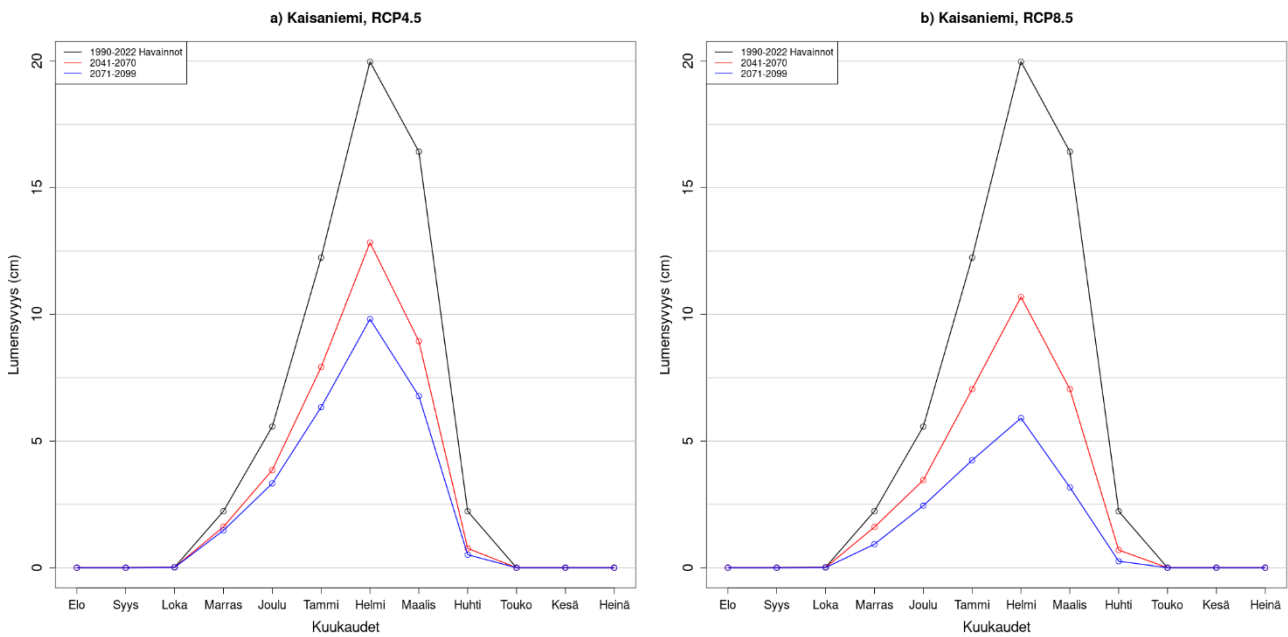 a) Kaisaniemi, RCP4.5
1990-2022 Havainnot
2041-2070
2071-2099
Lumensyvyys (cm)
20
15
10
5
0
Elo Syys Loka Marras Joulu Tammi Helmi Maalis Huhti Touko Kesä Heinä
Kuukaudet
b) Kaisaniemi, RCP8.5
1990-2022 Havainnot
2041-2070
2071-2099
Lumensyvyys (cm)
20
15
10
5
0
Elo Syys Loka Marras Joulu Tammi Helmi Maalis Huhti Touko Kesä Heinä
Kuukaudet